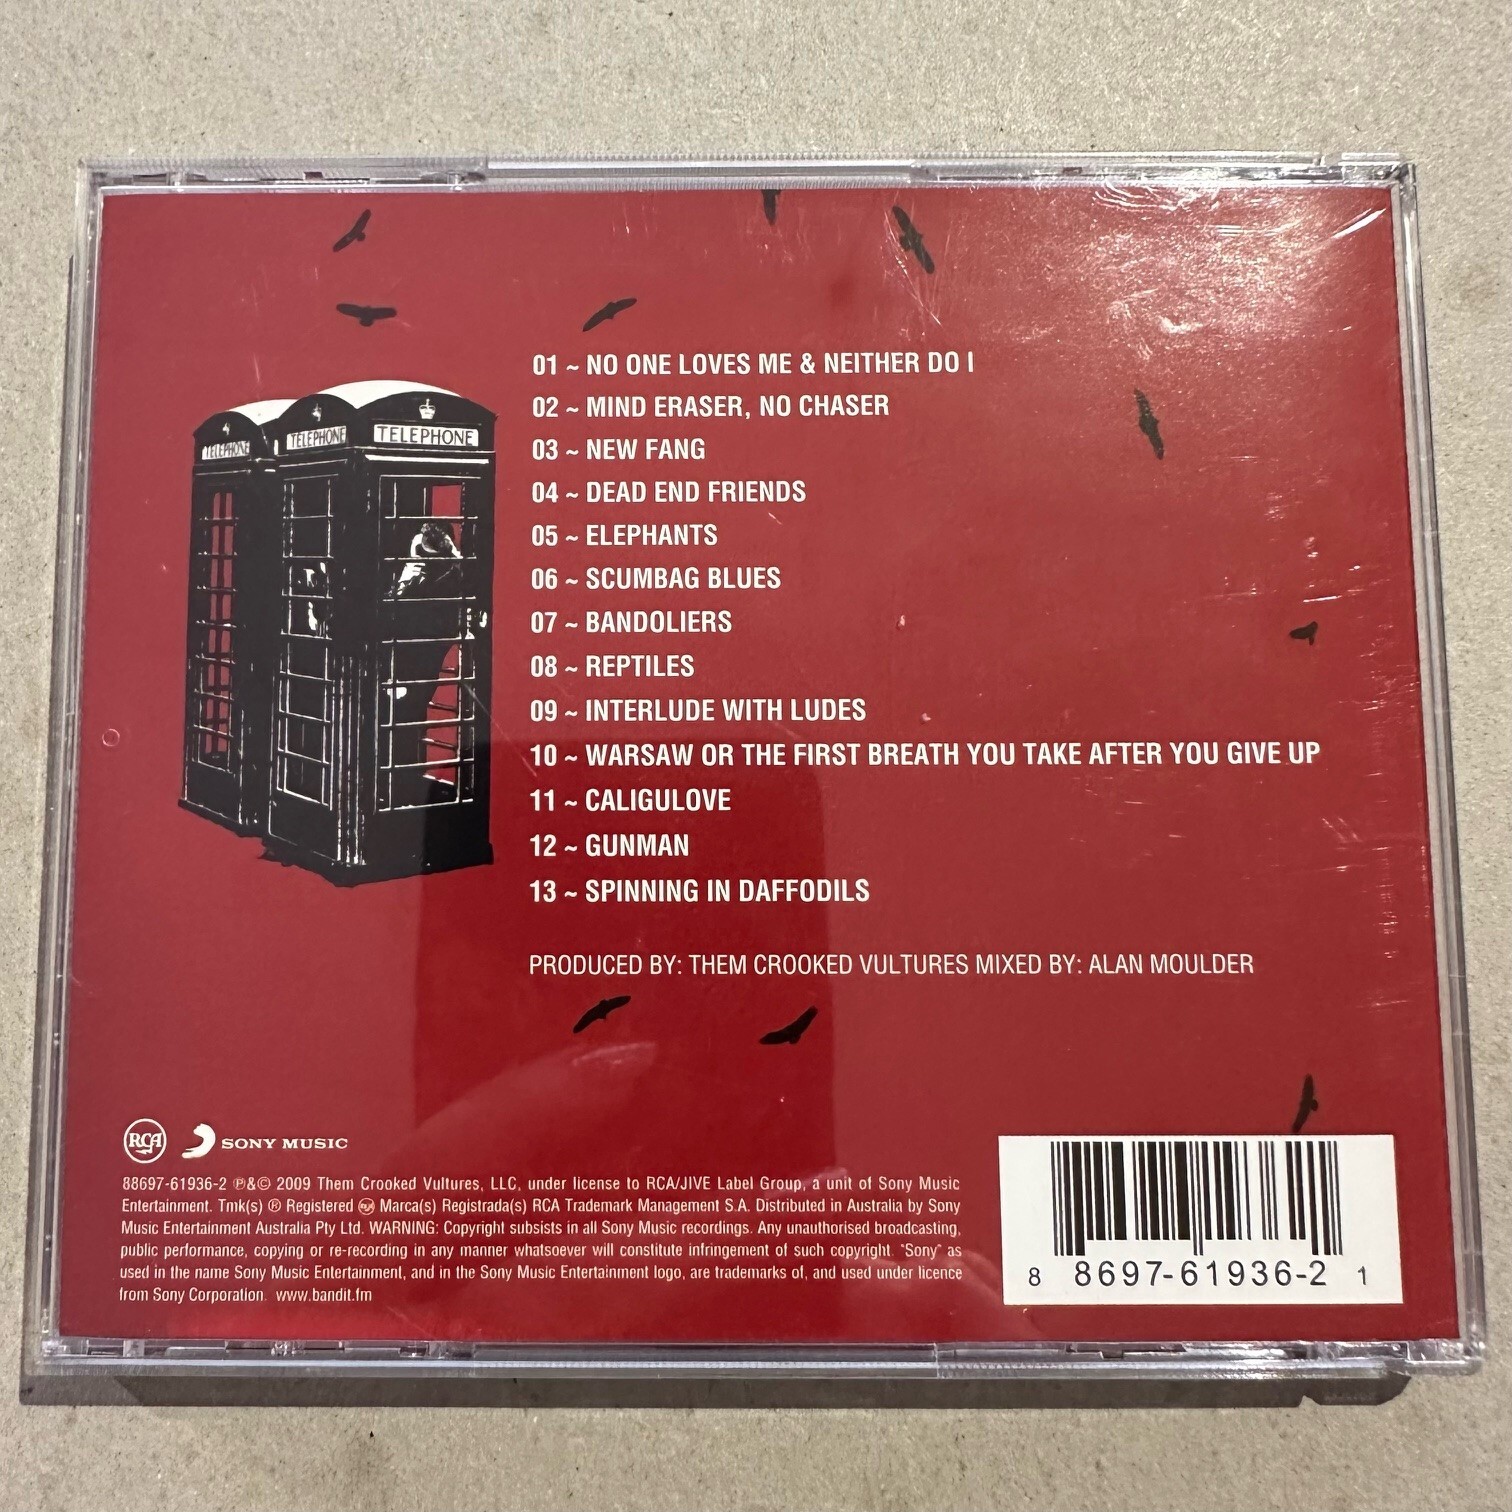 TELEPHONE TELEPHONE TELEPHONE
01 ~ NO ONE LOVES ME & NEITHER DO I
02 ~ MIND ERASER, NO CHASER
03 ~ NEW FANG
04 ~ DEAD END FRIENDS
05 ~ ELEPHANTS
06 ~ SCUMBAG BLUES
07 ~ BANDOLIERS
08 ~ REPTILES
09 ~ INTERLUDE WITH LUDES
10 ~ WARSAW OR THE FIRST BREATH YOU TAKE AFTER YOU GIVE UP
11 ~ CALIGULOVE
12 ~ GUNMAN
13 ~ SPINNING IN DAFFODILS
PRODUCED BY: THEM CROOKED VULTURES MIXED BY: ALAN MOULDER
RCA SONY MUSIC
88697-61936-2 ℗&© 2009 Them Crooked Vultures, LLC, under license to RCA/JIVE Label Group, a unit of Sony Music
Entertainment. Tmk(s) ® Registered RCA Marca(s) Registrada(s) RCA Trademark Management S.A. Distributed in Australia by Sony
Music Entertainment Australia Pty Ltd. WARNING: Copyright subsists in all Sony Music recordings. Any unauthorised broadcasting,
public performance, copying or re-recording in any manner whatsoever will constitute infringement of such copyright. "Sony" as
used in the name Sony Music Entertainment, and in the Sony Music Entertainment logo, are trademarks of, and used under licence
from Sony Corporation. www.bandit.fm
8 8697-61936-2 1